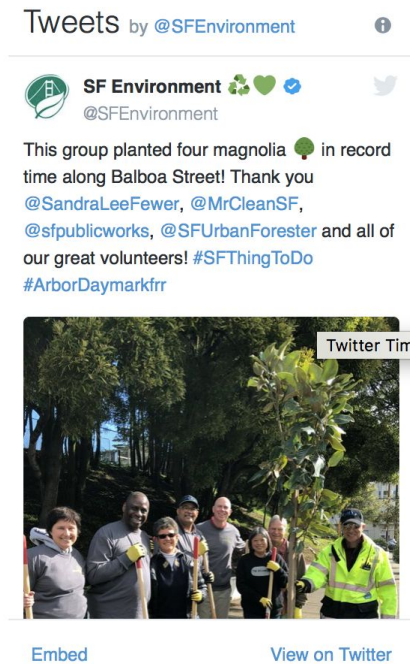 Tweets by @SFEnvironment
SF Environment ♻️💚
@SFEnvironment
This group planted four magnolia 🌳 in record
time along Balboa Street! Thank you
@SandraLeeFewer, @MrCleanSF,
@sfpublicworks, @SFUrbanForester and all of
our great volunteers! #SFThingToDo
#ArborDaymarkfrr
Twitter Tim
Embed
View on Twitter